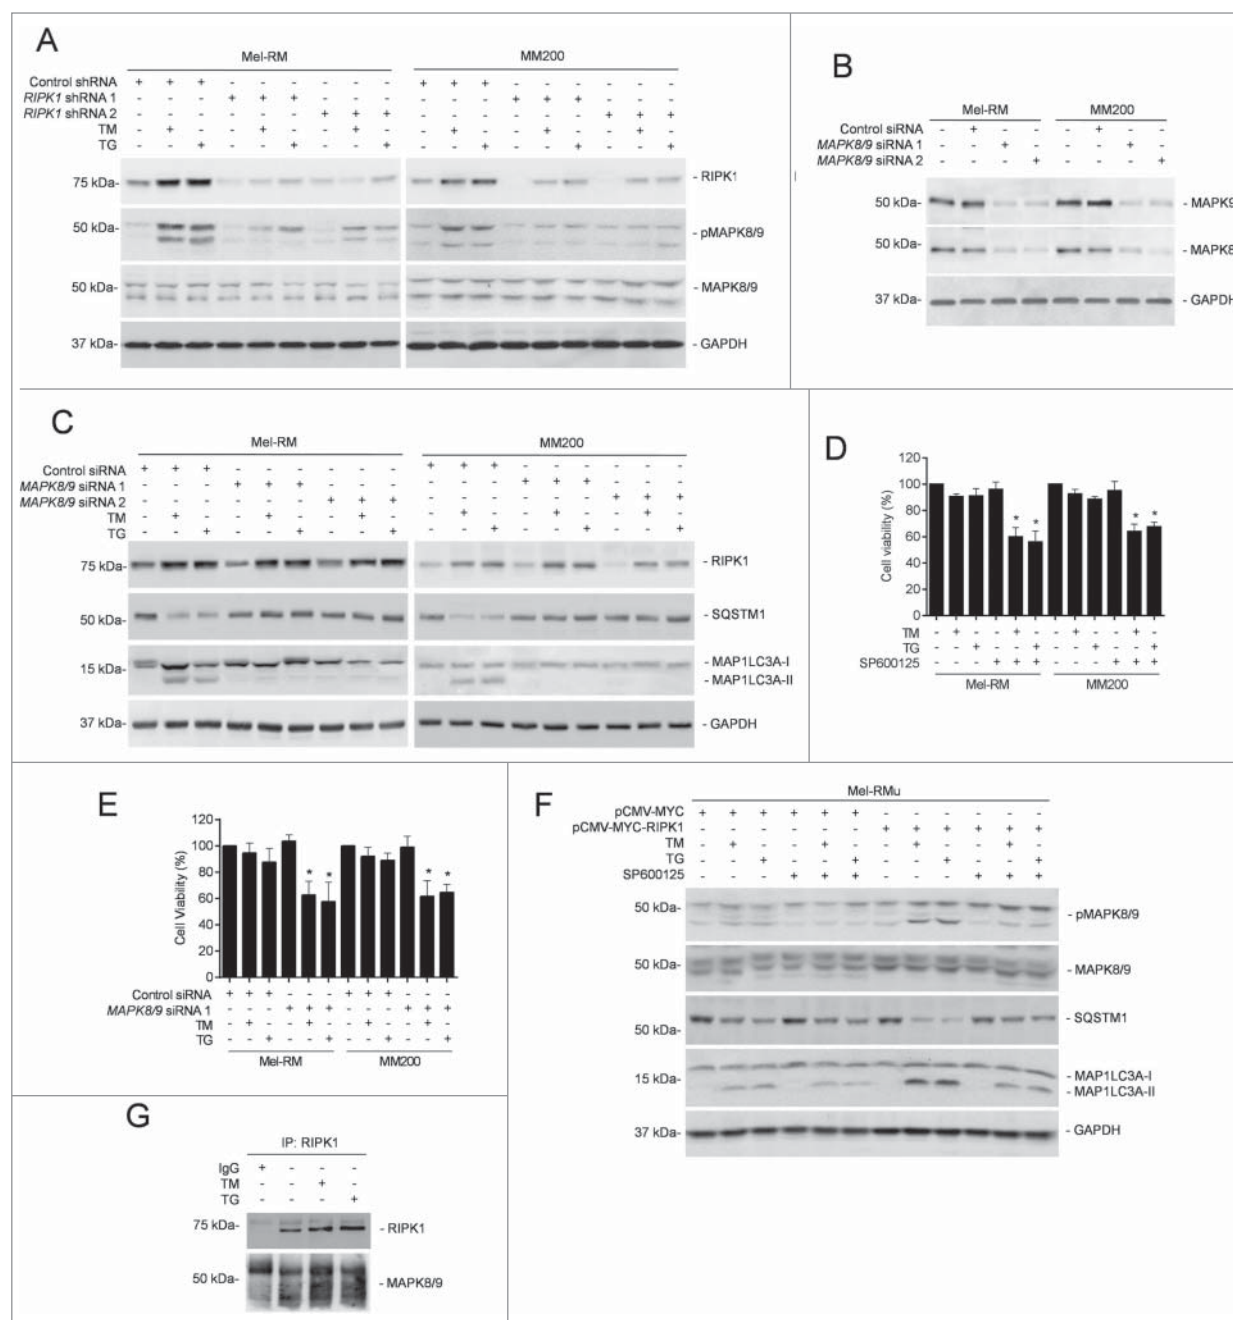 A
Mel-RM MM200
Control shRNA + + + - - - - - - + + + - - - - - -
RIPK1 shRNA 1 - - - + + + - - - - - - + + + - - -
RIPK1 shRNA 2 - - - - - - + + + - - - - - - + + +
TM - + - - + - - + - - + - - + - - + -
TG - - + - - + - - + - - + - - + - - +
75 kDa- - RIPK1
50 kDa- - pMAPK8/9
50 kDa- - MAPK8/9
37 kDa- - GAPDH
B
Mel-RM MM200
Control siRNA - + - - - + - -
MAPK8/9 siRNA 1 - - + - - - + -
MAPK8/9 siRNA 2 - - - + - - - +
50 kDa- - MAPK9
50 kDa- - MAPK8
37 kDa- - GAPDH
C
Mel-RM MM200
Control siRNA + + + - - - - - - + + + - - - - - -
MAPK8/9 siRNA 1 - - - + + + - - - - - - + + + - - -
MAPK8/9 siRNA 2 - - - - - - + + + - - - - - - + + +
TM - + - - + - - + - - + - - + - - + -
TG - - + - - + - - + - - + - - + - - +
75 kDa- - RIPK1
50 kDa- - SQSTM1
15 kDa- - MAP1LC3A-I
- MAP1LC3A-II
37 kDa- - GAPDH
D
Cell viability (%)
120
100
80
60
40
20
0
* * * *
TM - + - - + - - + - - + -
TG - - + - - + - - + - - +
SP600125 - - - + + + - - - + + +
Mel-RM MM200
E
Cell Viability (%)
120
100
80
60
40
20
0
* * * *
Control siRNA + + + - - - + + + - - -
MAPK8/9 siRNA 1 - - - + + + - - - + + +
TM - + - - + - - + - - + -
TG - - + - - + - - + - - +
Mel-RM MM200
F
Mel-RMu
pCMV-MYC + + + + + + - - - - - -
pCMV-MYC-RIPK1 - - - - - - + + + + + +
TM - + - - + - - + - - + -
TG - - + - - + - - + - - +
SP600125 - - - + + + - - - + + +
50 kDa- - pMAPK8/9
50 kDa- - MAPK8/9
50 kDa- - SQSTM1
15 kDa- - MAP1LC3A-I
- MAP1LC3A-II
37 kDa- - GAPDH
G
IP: RIPK1
IgG + - - -
TM - - + -
TG - - - +
75 kDa- - RIPK1
50 kDa- - MAPK8/9